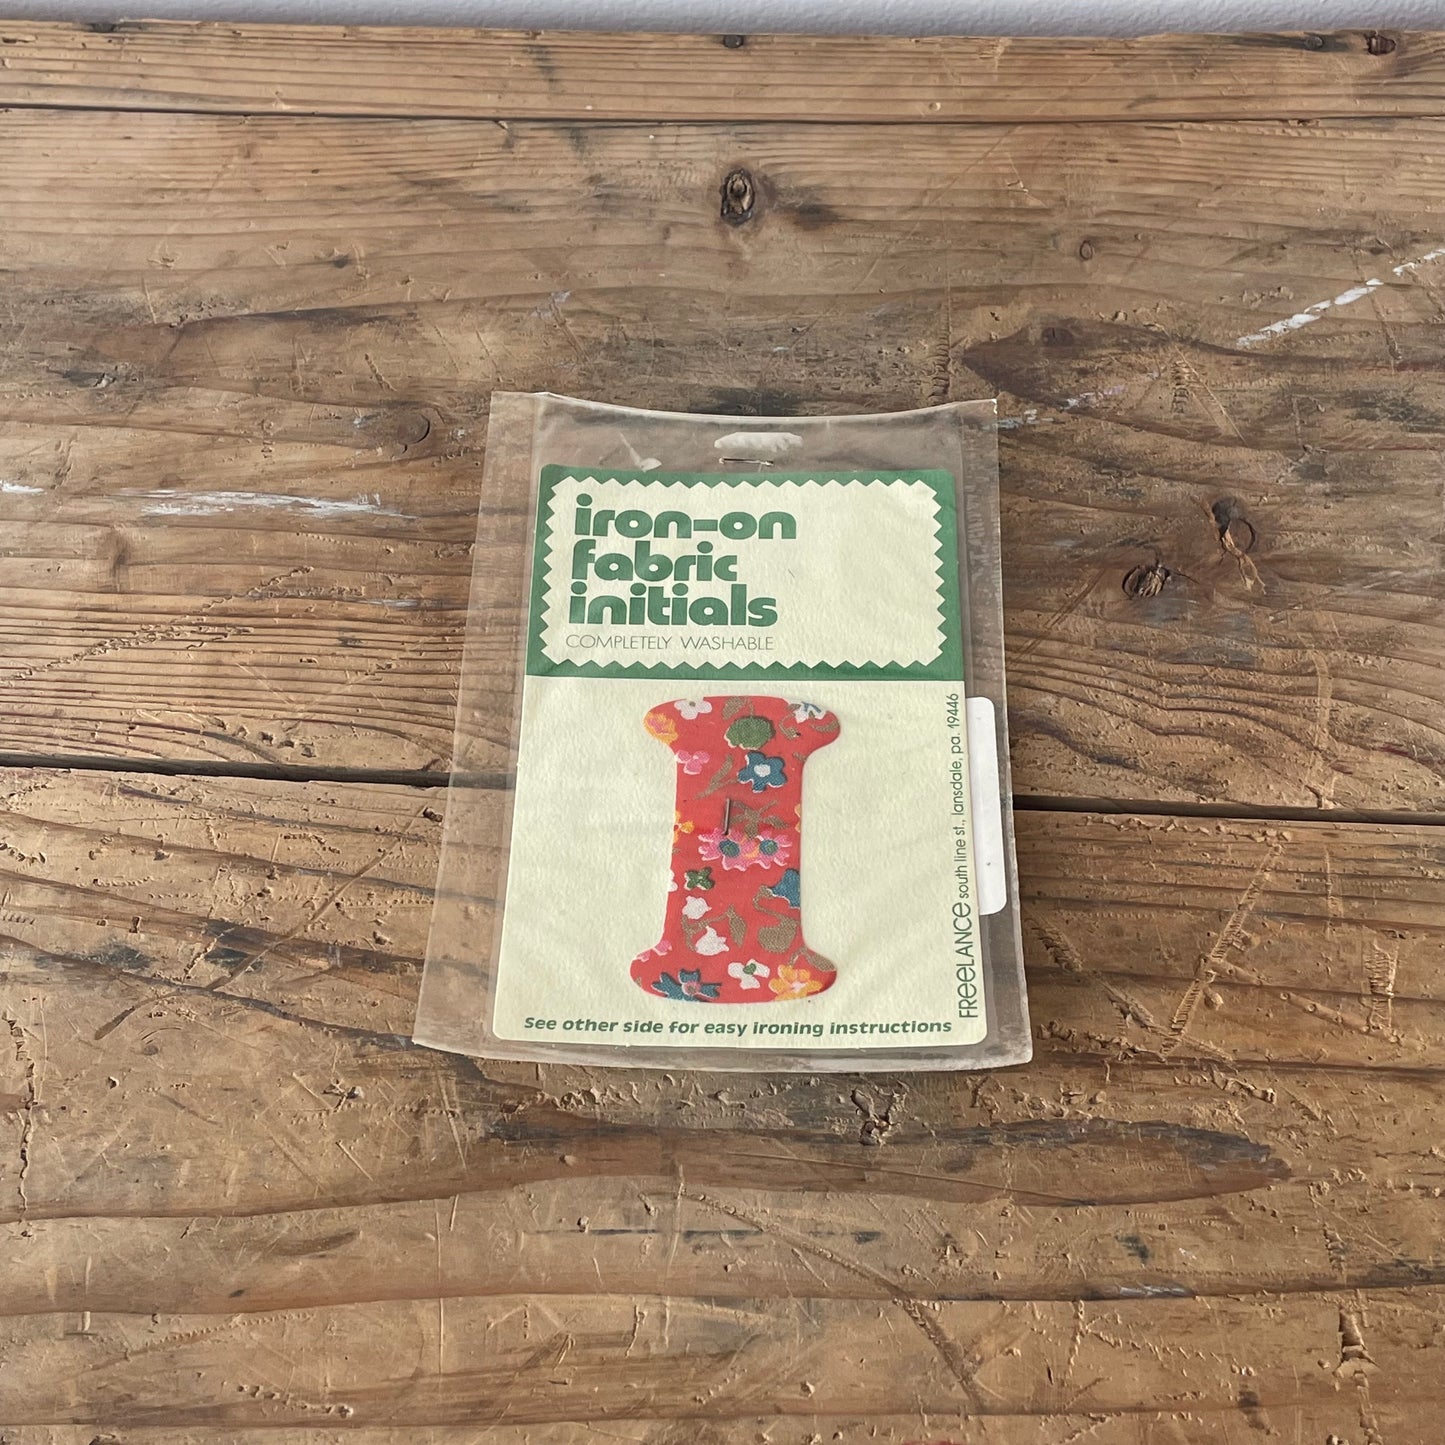 iron-on
fabric
initials
COMPLETELY WASHABLE
I
See other side for easy ironing instructions
FReeLANCe south line st., lansdale, pa. 19446